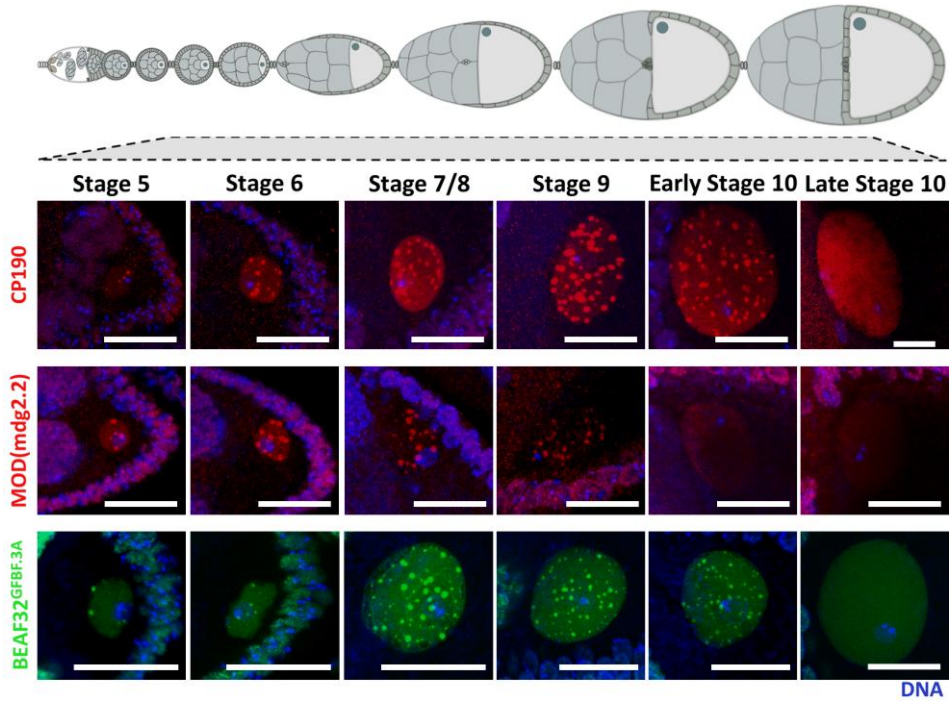 Stage 5 Stage 6 Stage 7/8 Stage 9 Early Stage 10 Late Stage 10
CP190
MOD(mdg2.2)
BEAF32GFBF.3A
DNA